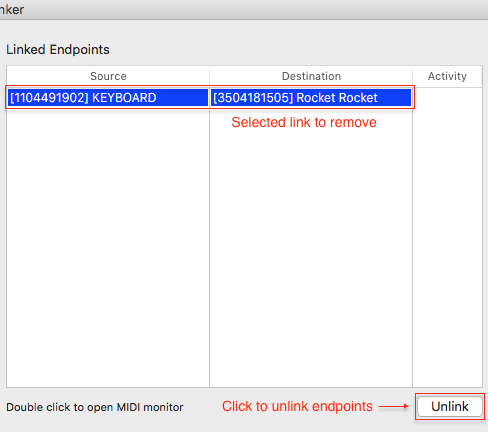 nker
Linked Endpoints
Source Destination Activity
[1104491902] KEYBOARD [3504181505] Rocket Rocket
Selected link to remove
Double click to open MIDI monitor Click to unlink endpoints Unlink